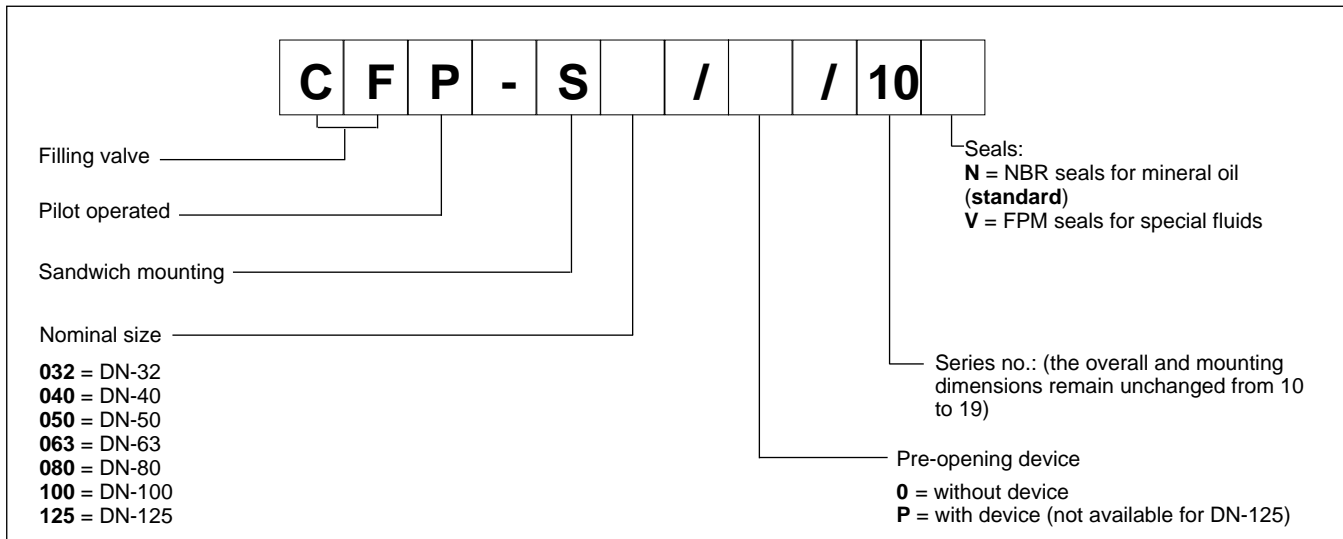 C F P - S / / 10
Filling valve
Pilot operated
Sandwich mounting
Nominal size
032 = DN-32
040 = DN-40
050 = DN-50
063 = DN-63
080 = DN-80
100 = DN-100
125 = DN-125
Seals:
N = NBR seals for mineral oil
(standard)
V = FPM seals for special fluids
Series no.: (the overall and mounting
dimensions remain unchanged from 10
to 19)
Pre-opening device
0 = without device
P = with device (not available for DN-125)